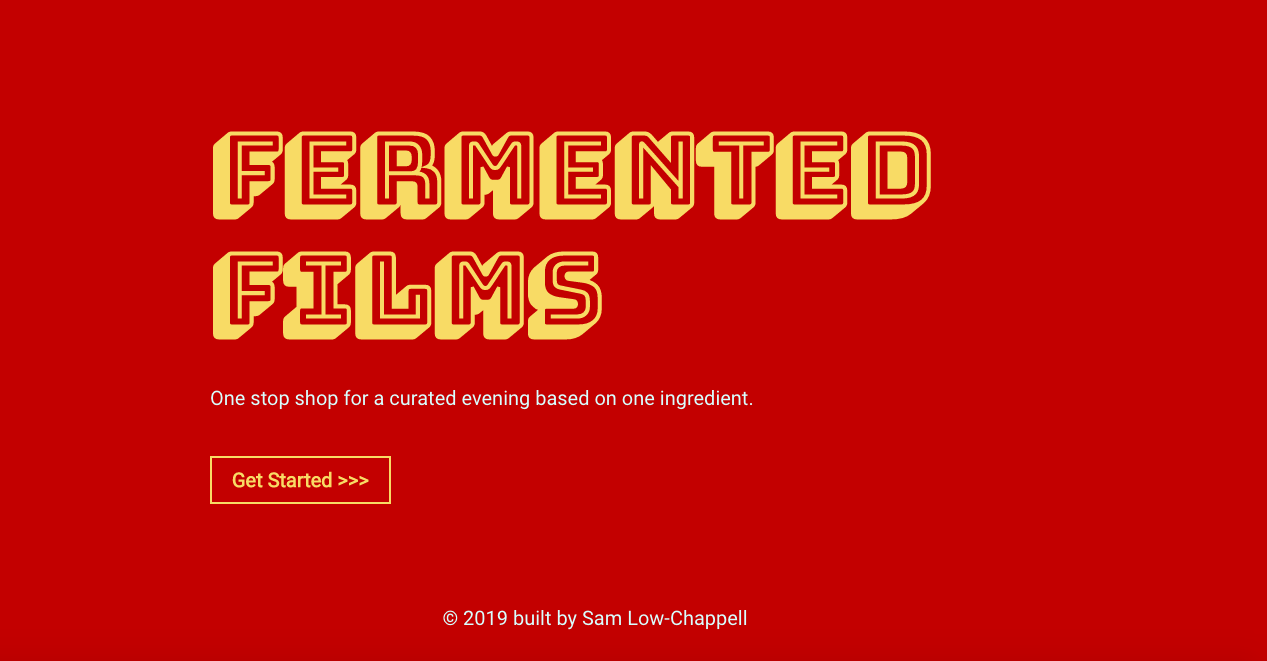 FERMENTED
FILMS
One stop shop for a curated evening based on one ingredient.
Get Started >>>
© 2019 built by Sam Low-Chappell